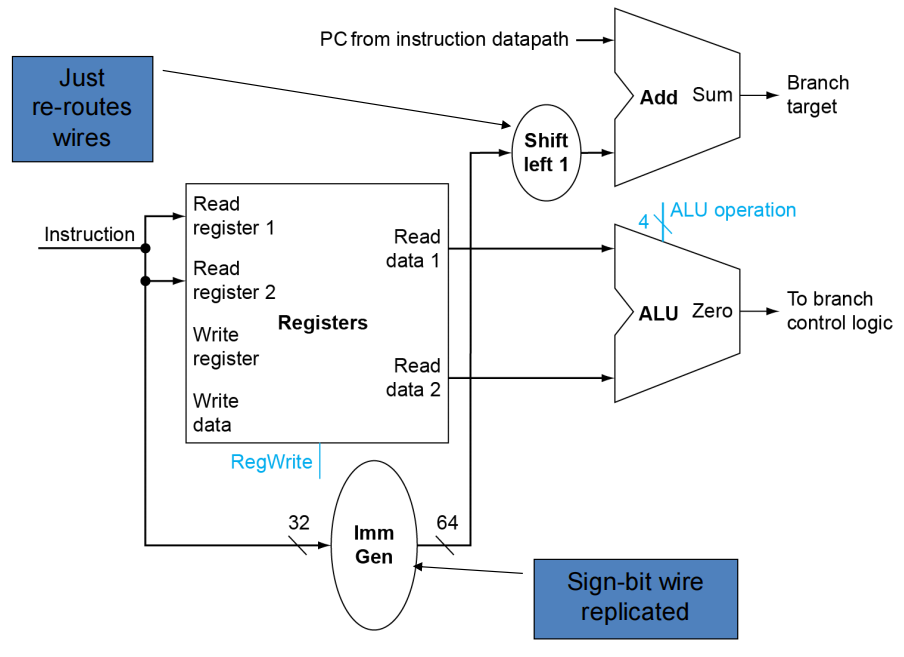 PC from instruction datapath
Just
re-routes
wires
Add
Sum
Branch
target
Shift
left 1
Read
register 1
4
ALU operation
Instruction
Read
data 1
Read
register 2
Registers
ALU
Zero
To branch
control logic
Write
register
Read
data 2
Write
data
RegWrite
32
Imm
Gen
64
Sign-bit wire
replicated